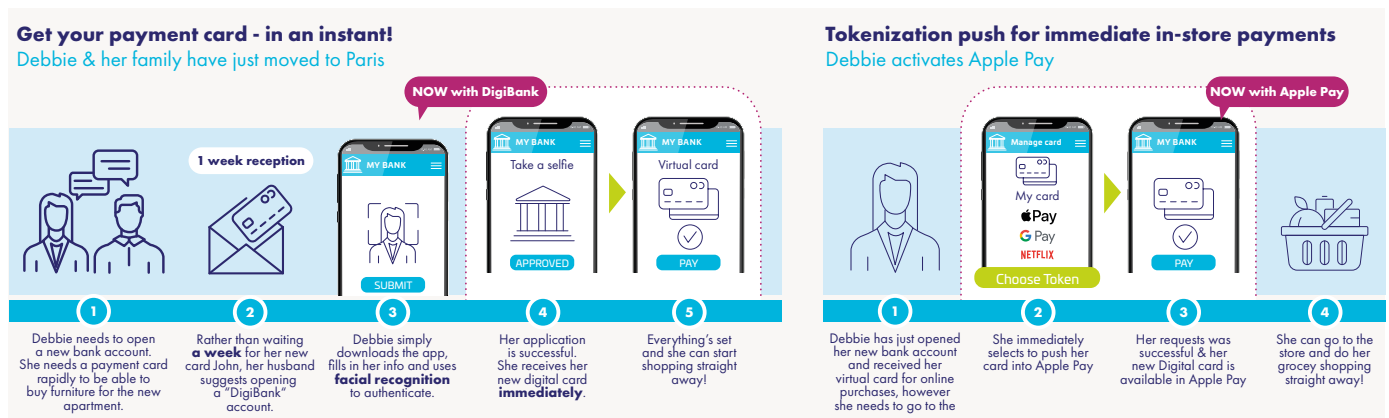 Get your payment card - in an instant!
Debbie & her family have just moved to Paris
NOW with DigiBank
1 week reception
MY BANK
SUBMIT
MY BANK
Take a selfie
APPROVED
MY BANK
Virtual card
PAY
1
Debbie needs to open
a new bank account.
She needs a payment card
rapidly to be able to
buy furniture for the new
apartment.
2
Rather than waiting
a week for her new
card John, her husband
suggests opening
a “DigiBank”
account.
3
Debbie simply
downloads the app,
fills in her info and uses
facial recognition
to authenticate.
4
Her application
is successful.
She receives her
new digital card
immediately.
5
Everything’s set
and she can start
shopping straight
away!
Tokenization push for immediate in-store payments
Debbie activates Apple Pay
NOW with Apple Pay
Manage card
My card
Pay
G Pay
NETFLIX
Choose Token
MY BANK
PAY
1
Debbie has just opened
her new bank account
and received her
virtual card for online
purchases, however
she needs to go to the
2
She immediately
selects to push her
card into Apple Pay
3
Her requests was
successful & her
new Digital card is
available in Apple Pay
4
She can go to the
store and do her
grocey shopping
straight away!